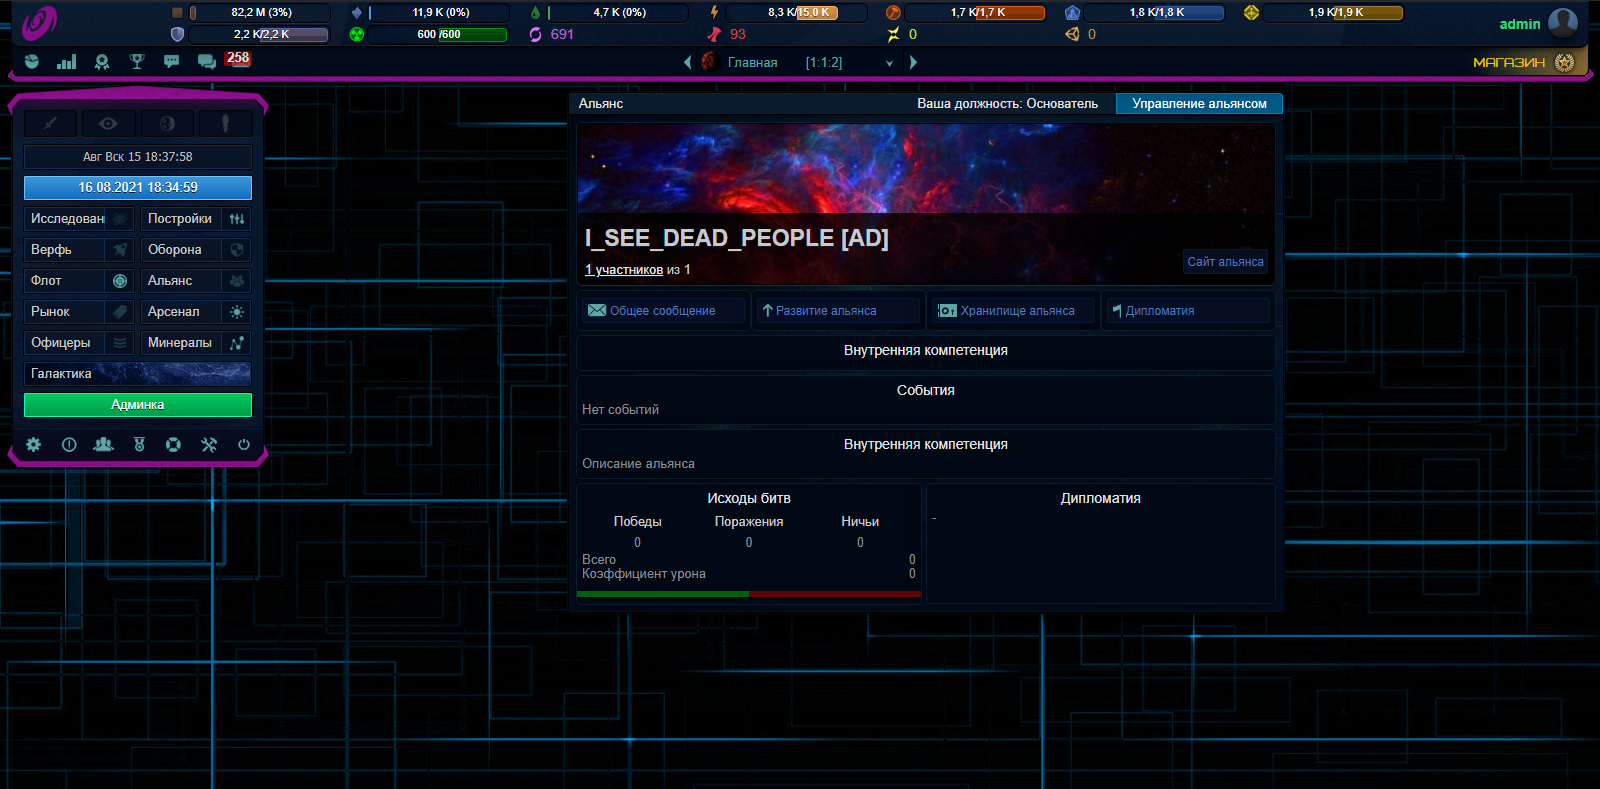 82,2 M (3%)
11,9 K (0%)
4,7 K (0%)
8,3 K/15,0 K
1,7 K/1,7 K
1,8 K/1,8 K
1,9 K/1,9 K
admin
2,2 K/2,2 K
600 /600
691
93
0
0
258
Главная [1:1:2]
МАГАЗИН
Авг Вск 15 18:37:58
16.08.2021 18:34:59
Исследован
Постройки
Верфь
Оборона
Флот
Альянс
Рынок
Арсенал
Офицеры
Минералы
Галактика
Админка
Альянс
Ваша должность: Основатель
Управление альянсом
I_SEE_DEAD_PEOPLE [AD]
1 участников из 1
Сайт альянса
Общее сообщение
Развитие альянса
Хранилище альянса
Дипломатия
Внутренняя компетенция
События
Нет событий
Внутренняя компетенция
Описание альянса
Исходы битв
Победы Поражения Ничьи
0 0 0
Всего 0
Коэффициент урона 0
Дипломатия
-